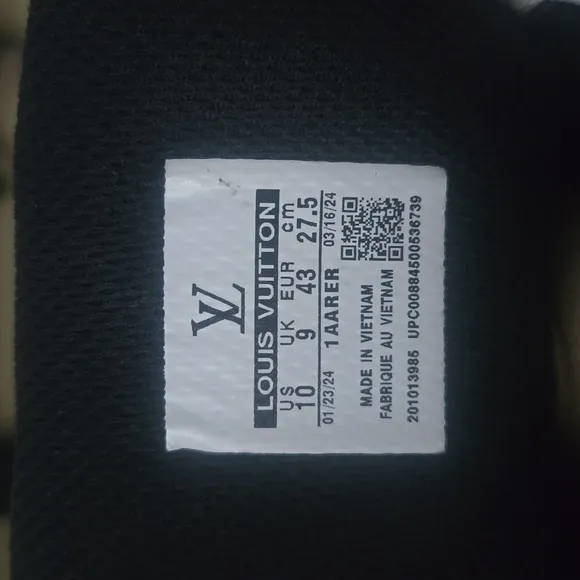 LV
LOUIS VUITTON
US UK EUR cm
10 9 43 27.5
01/23/24 1AARER 03/16/24
MADE IN VIETNAM
FABRIQUE AU VIETNAM
201013985 UPC00884500536739